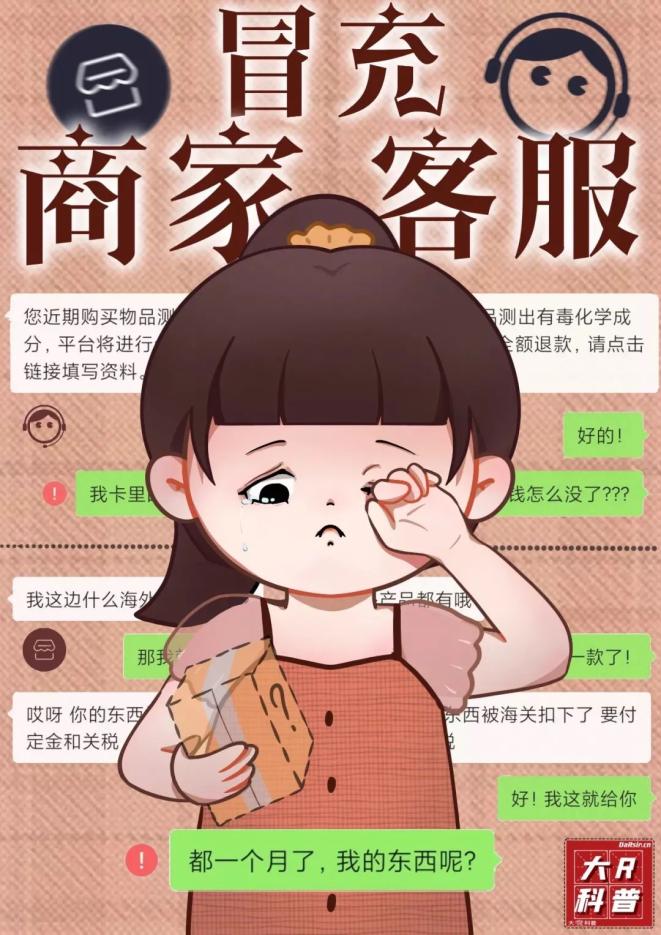 冒充
商家 客服
您近期购买物品测 品测出有毒化学成
分，平台将进行 全额退款，请点击
链接填写资料。
好的！
我卡里 钱怎么没了???
我这边什么海外 产品都有哦
那我 一款了！
哎呀 你的东西 东西被海关扣下了 要付
定金和关税
好！我这就给你
都一个月了，我的东西呢？
?
DaRsin.cn
大R
科普